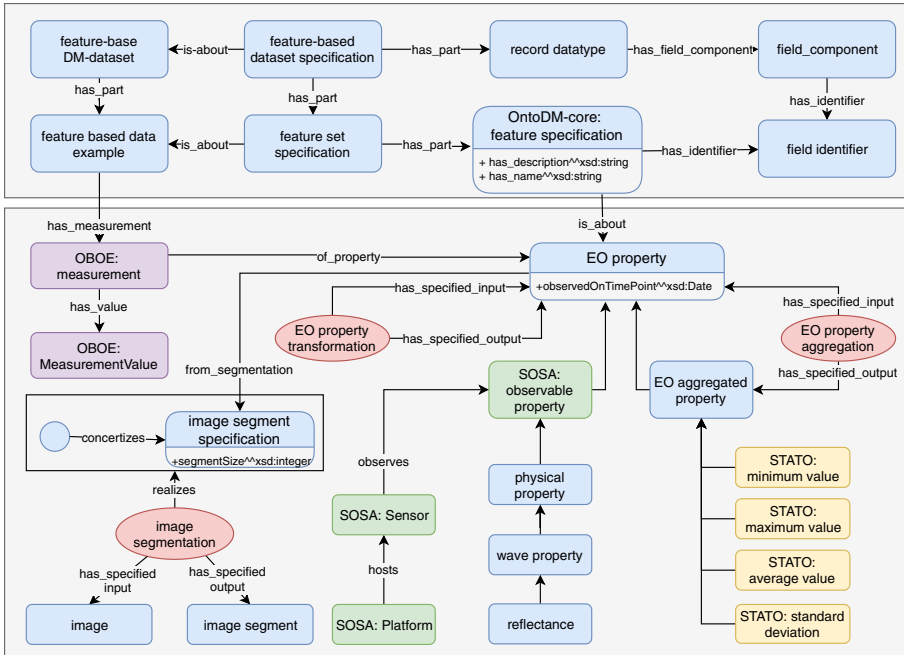 feature-base
DM-dataset
is-about
feature-based
dataset specification
has_part
record datatype
has_field_component
field_component
has_part
has_part
has_identifier
feature based data
example
is_about
feature set
specification
has_part
OntoDM-core:
feature specification
+ has_description^^xsd:string
+ has_name^^xsd:string
has_identifier
field identifier
has_measurement
is_about
OBOE:
measurement
of_property
EO property
+observedOnTimePoint^^xsd:Date
has_value
has_specified_input
has_specified_input
OBOE:
MeasurementValue
EO property
transformation
has_specified_output
EO property
aggregation
from_segmentation
has_specified_output
SOSA:
observable
property
EO aggregated
property
concertizes
image segment
specification
+segmentSize^^xsd:integer
observes
realizes
physical
property
STATO:
minimum value
image
segmentation
SOSA: Sensor
STATO:
maximum value
wave property
has_specified
input
has_specified
output
hosts
STATO:
average value
image
image segment
SOSA: Platform
reflectance
STATO: standard
deviation